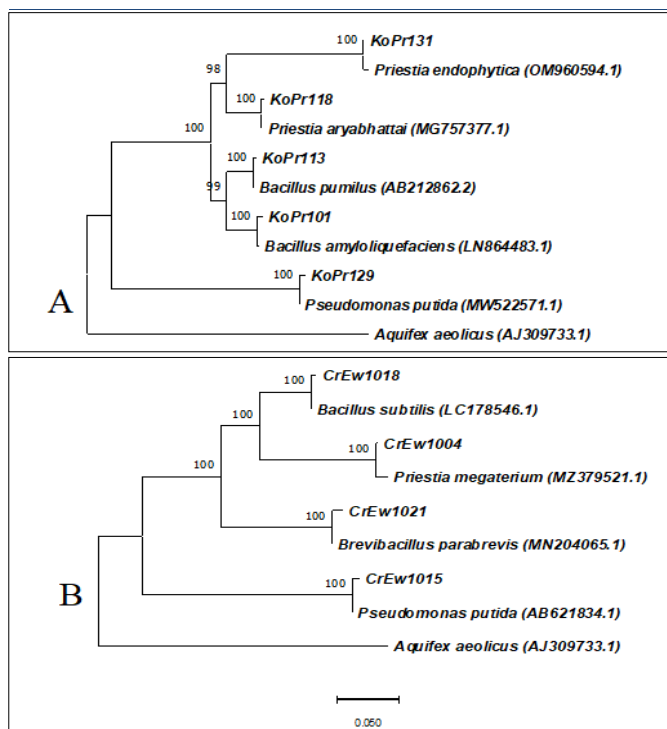 100 KoPr131
Priestia endophytica (OM960594.1)
98
100 KoPr118
Priestia aryabhattai (MG757377.1)
100
100 KoPr113
Bacillus pumilus (AB212862.2)
99
100 KoPr101
Bacillus amyloliquefaciens (LN864483.1)
100 KoPr129
A
Pseudomonas putida (MW522571.1)
Aquifex aeolicus (AJ309733.1)
100 CrEw1018
Bacillus subtilis (LC178546.1)
100
100 CrEw1004
100
Priestia megaterium (MZ379521.1)
100 CrEw1021
Brevibacillus parabrevis (MN204065.1)
100 CrEw1015
B
Pseudomonas putida (AB621834.1)
Aquifex aeolicus (AJ309733.1)
0.050